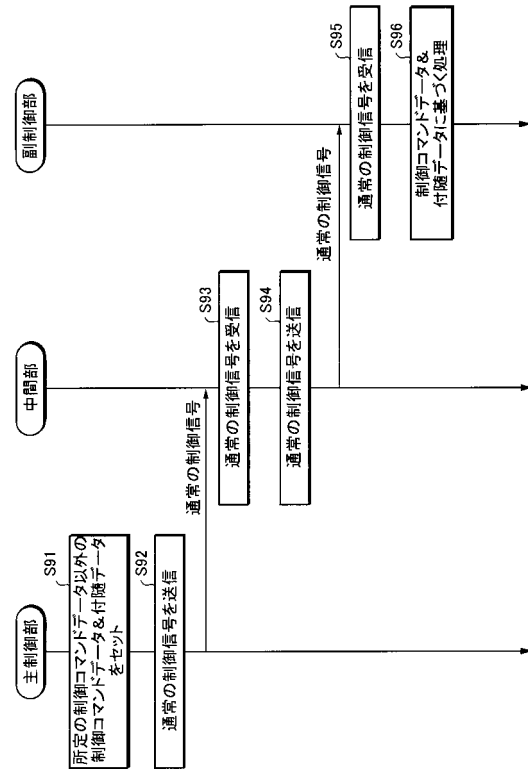 主制御部
中間部
副制御部
S91
所定の制御コマンドデータ以外の
制御コマンドデータ&付随データ
をセット
S92
通常の制御信号を送信
通常の制御信号
S93
通常の制御信号を受信
S94
通常の制御信号を送信
通常の制御信号
S95
通常の制御信号を受信
S96
制御コマンドデータ&
付随データに基づく処理